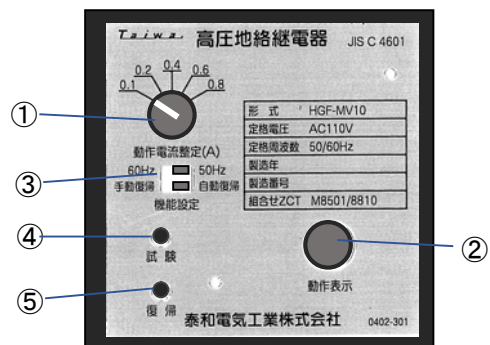 Taiwa 高圧地絡継電器 JIS C 4601
0.1 0.2 0.4 0.6 0.8
①
動作電流整定(A)
形式 HGF-MV10
定格電圧 AC110V
定格周波数 50/60Hz
製造年
製造番号
組合せZCT M8501/8810
③
60Hz 50Hz
手動復帰 自動復帰
機能設定
④
試験
②
動作表示
⑤
復帰
泰和電気工業株式会社 0402-301